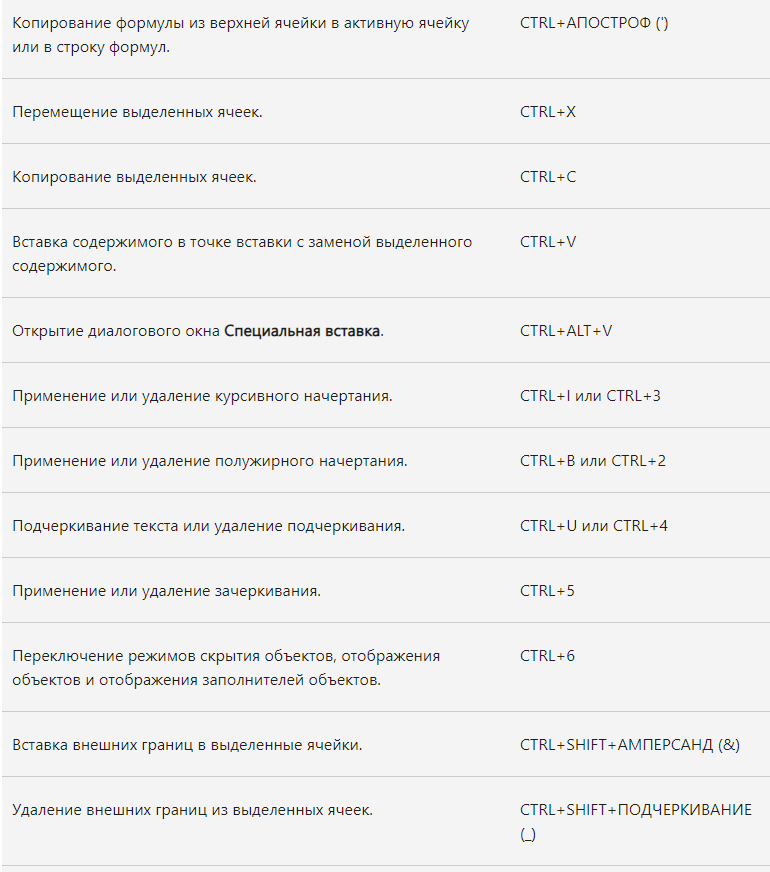 Копирование формулы из верхней ячейки в активную ячейку CTRL+АПОСТРОФ (')
или в строку формул.
Перемещение выделенных ячеек. CTRL+X
Копирование выделенных ячеек. CTRL+C
Вставка содержимого в точке вставки с заменой выделенного CTRL+V
содержимого.
Открытие диалогового окна Специальная вставка. CTRL+ALT+V
Применение или удаление курсивного начертания. CTRL+I или CTRL+3
Применение или удаление полужирного начертания. CTRL+B или CTRL+2
Подчеркивание текста или удаление подчеркивания. CTRL+U или CTRL+4
Применение или удаление зачеркивания. CTRL+5
Переключение режимов скрытия объектов, отображения CTRL+6
объектов и отображения заполнителей объектов.
Вставка внешних границ в выделенные ячейки. CTRL+SHIFT+АМПЕРСАНД (&)
Удаление внешних границ из выделенных ячеек. CTRL+SHIFT+ПОДЧЕРКИВАНИЕ
(_)